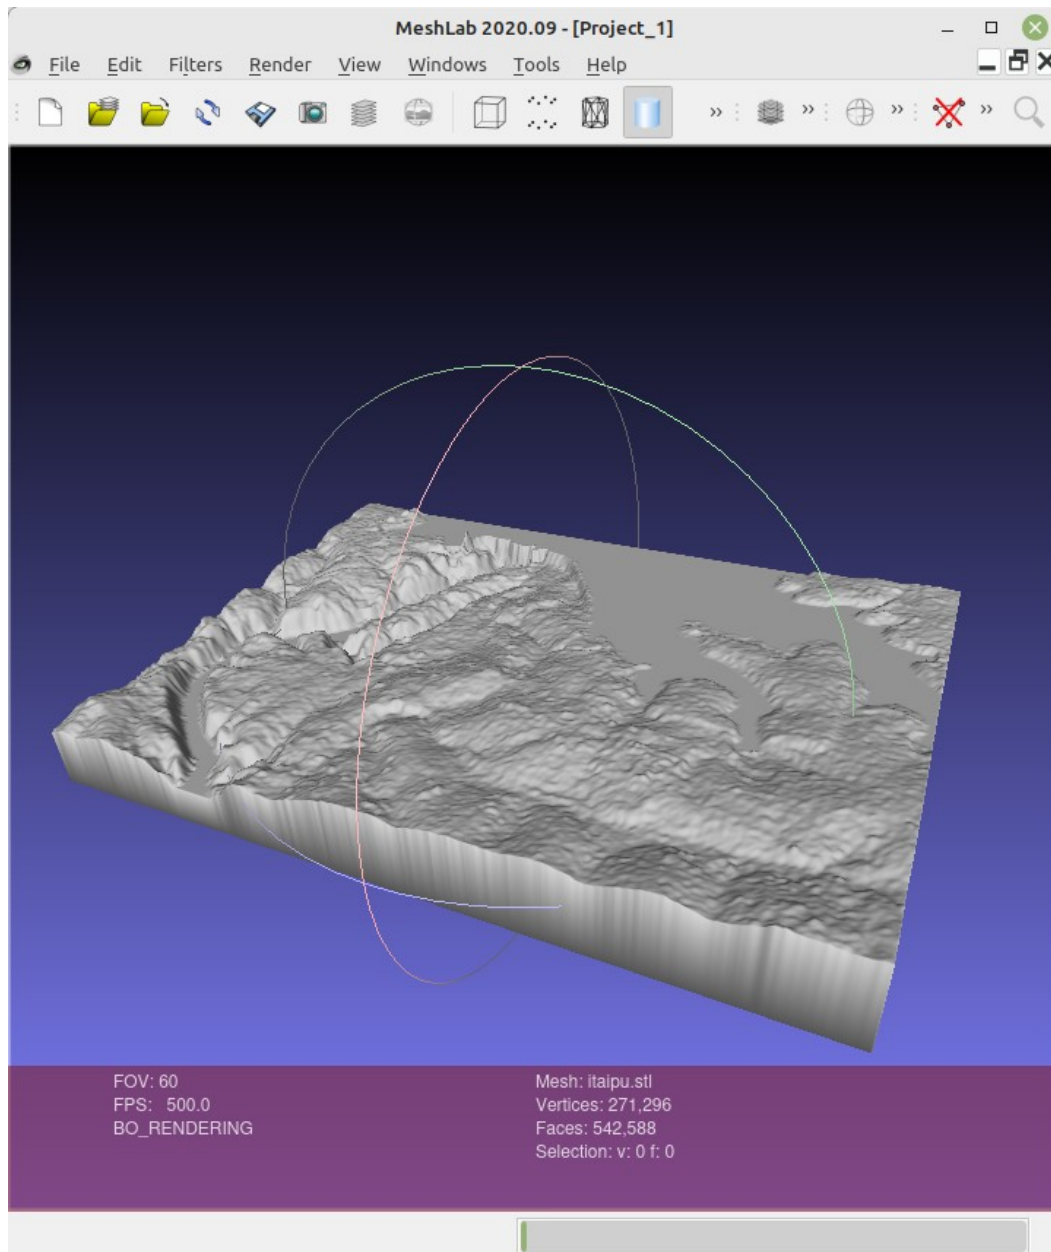 MeshLab 2020.09 - [Project_1]
File Edit Filters Render View Windows Tools Help
FOV: 60
FPS: 500.0
BO_RENDERING
Mesh: itaipu.stl
Vertices: 271,296
Faces: 542,588
Selection: v: 0 f: 0